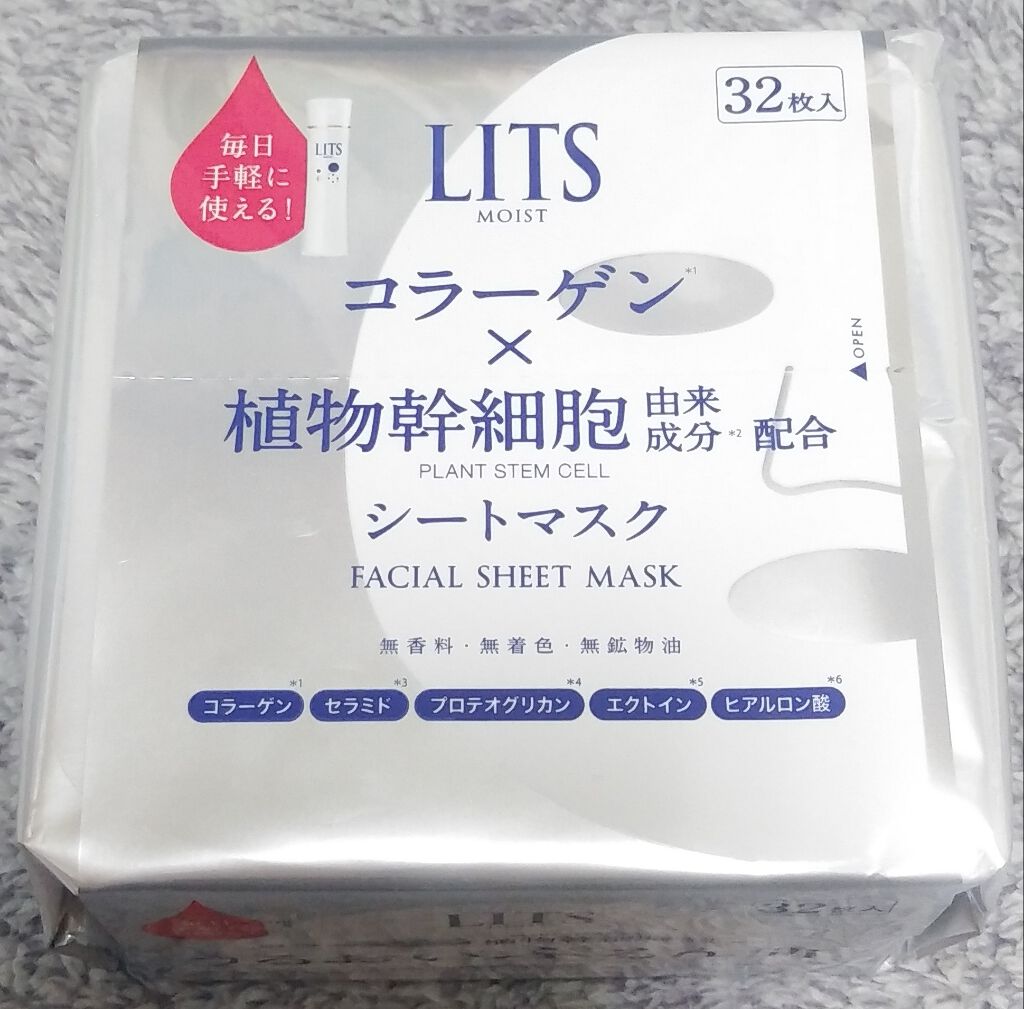 毎日
手軽に
使える!
LITS
LITS
MOIST
32枚入
コラーゲン*1
×
植物幹細胞由来成分*2配合
PLANT STEM CELL
シートマスク
FACIAL SHEET MASK
▲OPEN
無香料・無着色・無鉱物油
コラーゲン*1 セラミド*3 プロテオグリカン*4 エクトイン*5 ヒアルロン酸*6
LITS
32枚入